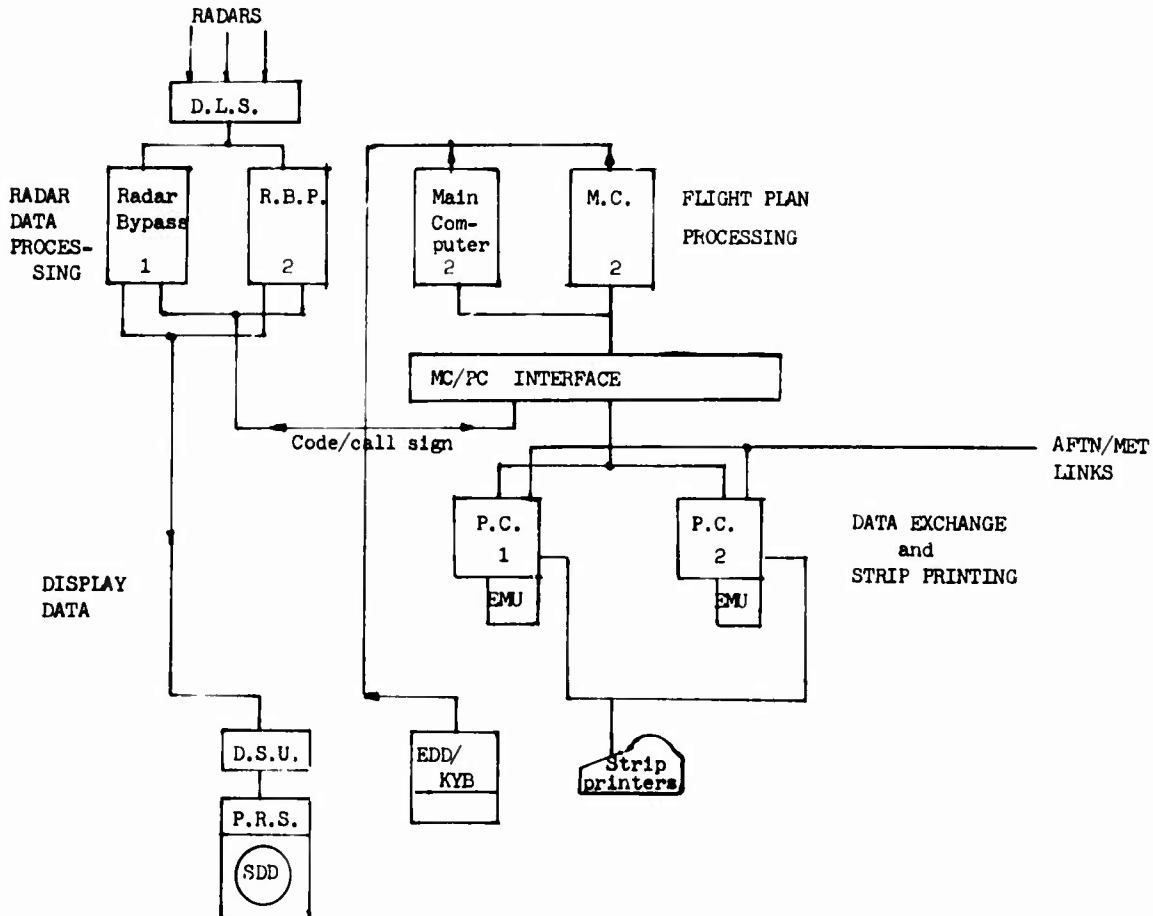 RADARS
D.L.S.
RADAR
DATA
PROCES-
SING
Radar
Bypass
1
R.B.P.
2
Main
Com-
puter
2
M.C.
2
FLIGHT PLAN
PROCESSING
MC/PC INTERFACE
Code/call sign
AFTN/MET
LINKS
P.C.
1
EMU
P.C.
2
EMU
DATA EXCHANGE
and
STRIP PRINTING
DISPLAY
DATA
D.S.U.
P.R.S.
SDD
EDD/
KYB
Strip
printers